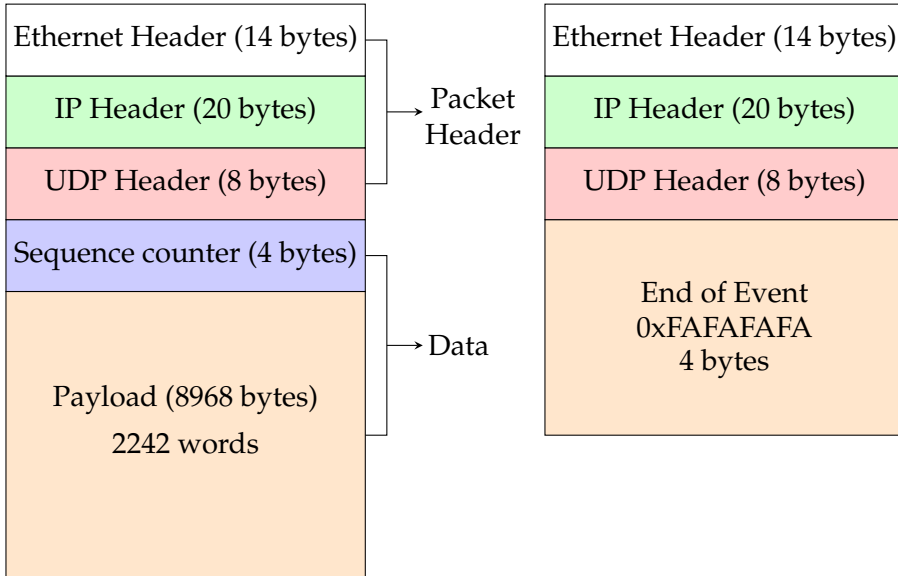 Ethernet Header (14 bytes)
IP Header (20 bytes)
UDP Header (8 bytes)
Sequence counter (4 bytes)
Payload (8968 bytes)
2242 words
Packet
Header
Data
Ethernet Header (14 bytes)
IP Header (20 bytes)
UDP Header (8 bytes)
End of Event
0xFAFAFAFA
4 bytes